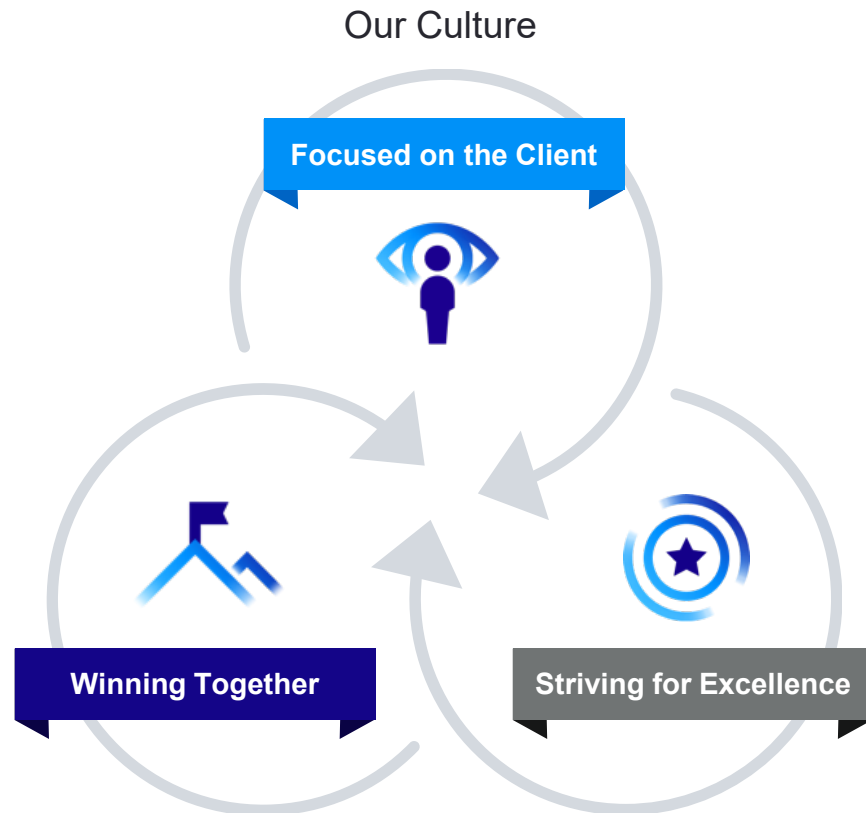 Our Culture
Focused on the Client
Winning Together
Striving for Excellence